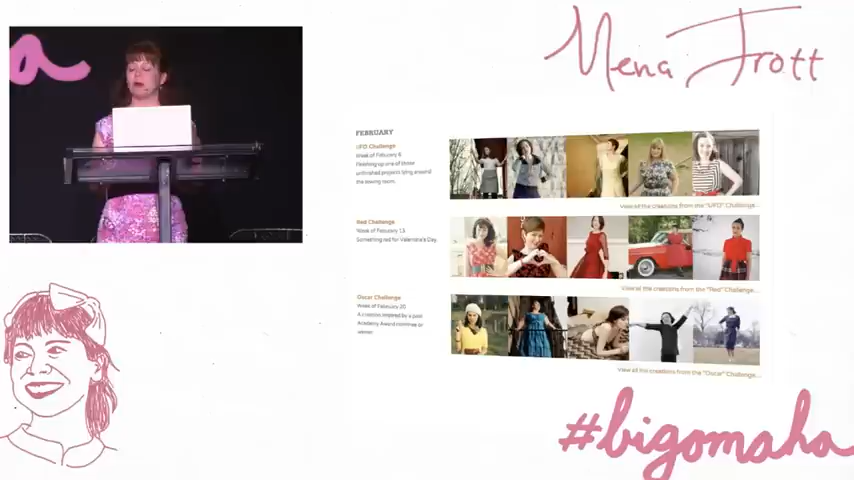 a
Mena Trott
FEBRUARY
UFO Challenge
Week of February 6
Finishing up one of those
unfinished projects lying around
the sewing room.
View all the creations from the "UFO" Challenge...
Red Challenge
Week of February 13
Something red for Valentine's Day.
View all the creations from the "Red" Challenge...
Oscar Challenge
Week of February 20
A creation inspired by a past
Academy Award nominee or
winner.
View all the creations from the "Oscar" Challenge...
#bigomaha